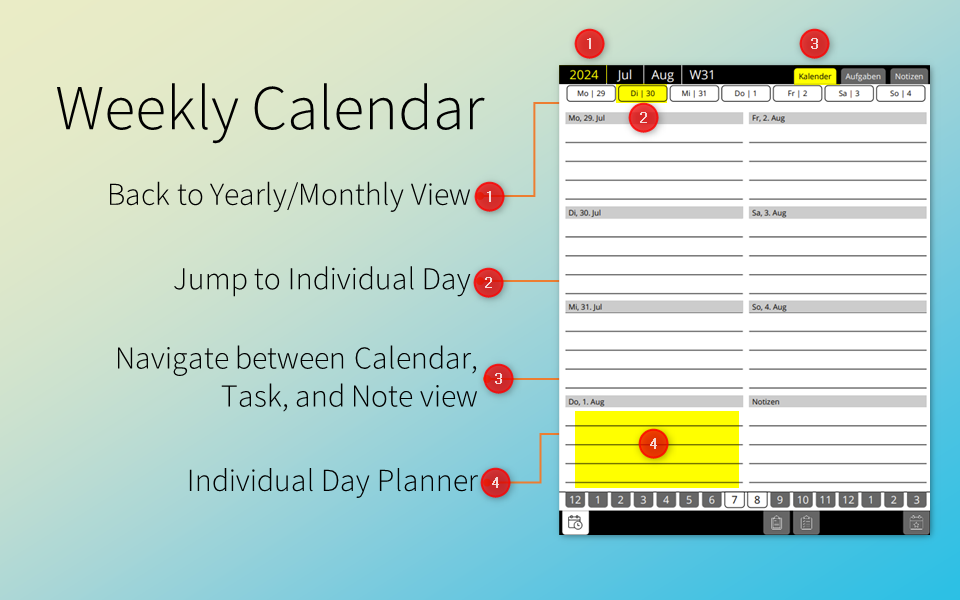 Weekly Calendar
Back to Yearly/Monthly View 1
Jump to Individual Day 2
Navigate between Calendar,
Task, and Note view 3
Individual Day Planner 4
1 3
2024 Jul Aug W31 Kalender Aufgaben Notizen
Mo | 29 Di | 30 Mi | 31 Do | 1 Fr | 2 Sa | 3 So | 4
2
Mo, 29. Jul Fr, 2. Aug
Di, 30. Jul Sa, 3. Aug
Mi, 31. Jul So, 4. Aug
Do, 1. Aug Notizen
4
12 1 2 3 4 5 6 7 8 9 10 11 12 1 2 3